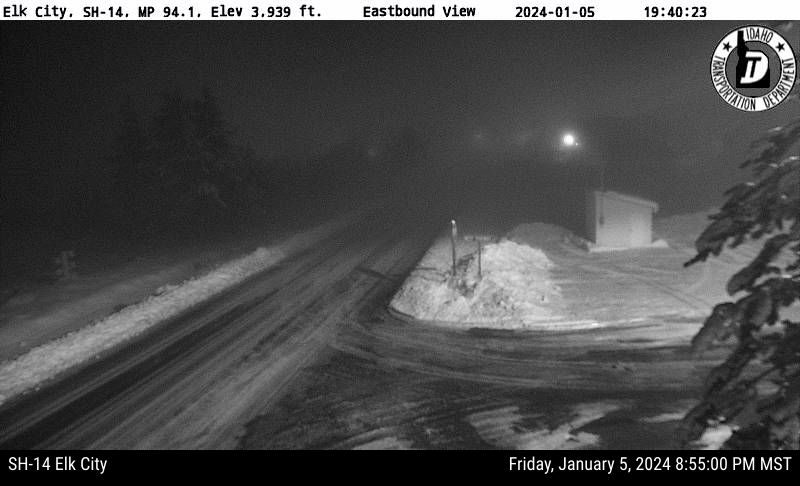 Elk City, SH-14, MP 94.1, Elev 3,939 ft. Eastbound View 2024-01-05 19:40:23
IDAHO
TRANSPORTATION DEPARTMENT
SH-14 Elk City Friday, January 5, 2024 8:55:00 PM MST